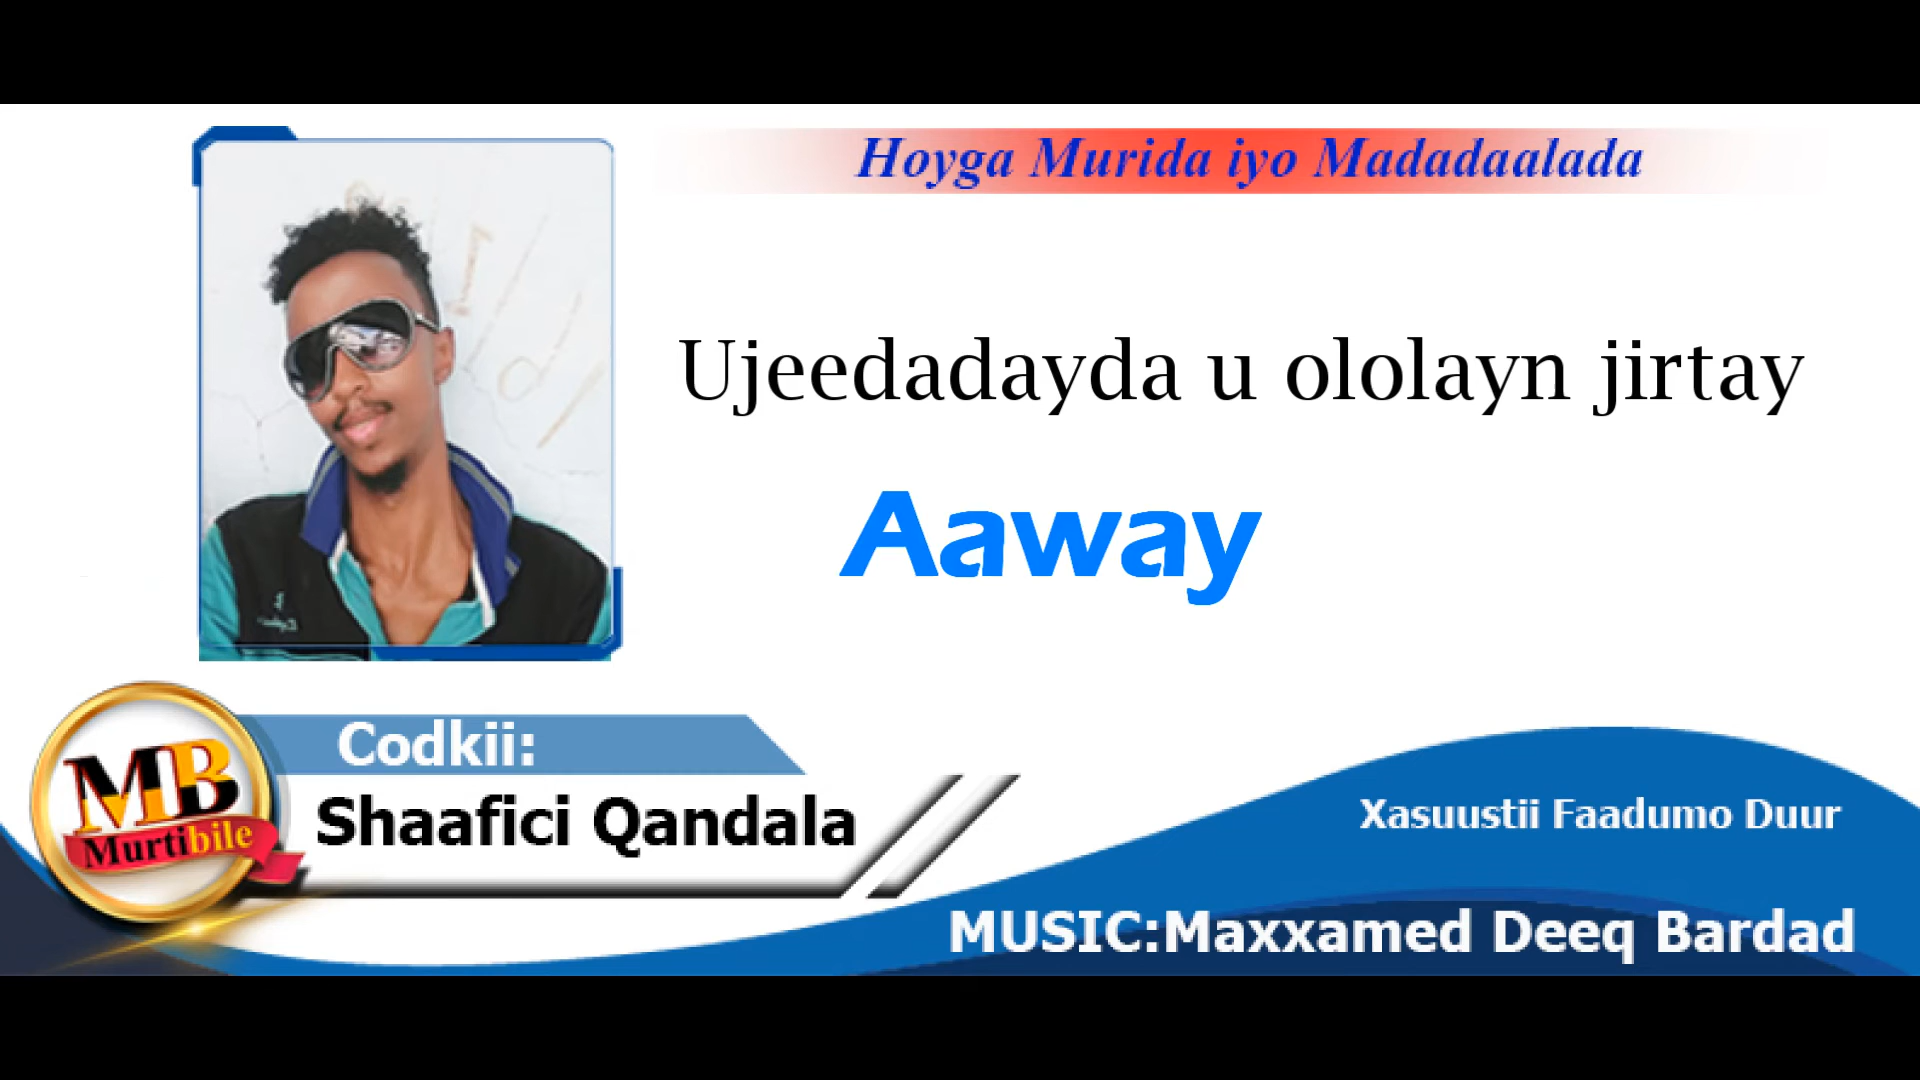 Hoyga Murida iyo Madadaalada
Ujeedadayda u ololayn jirtay
Aaway
MB
Murtibile
Codkii:
Shaafici Qandala
Xasuustii Faadumo Duur
MUSIC:Maxxamed Deeq Bardad